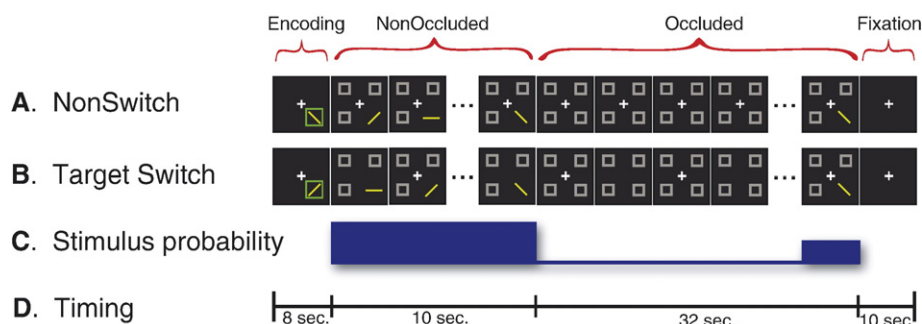 Encoding NonOccluded Occluded Fixation
A. NonSwitch
B. Target Switch
C. Stimulus probability
D. Timing
8 sec. 10 sec. 32 sec. 10 sec.